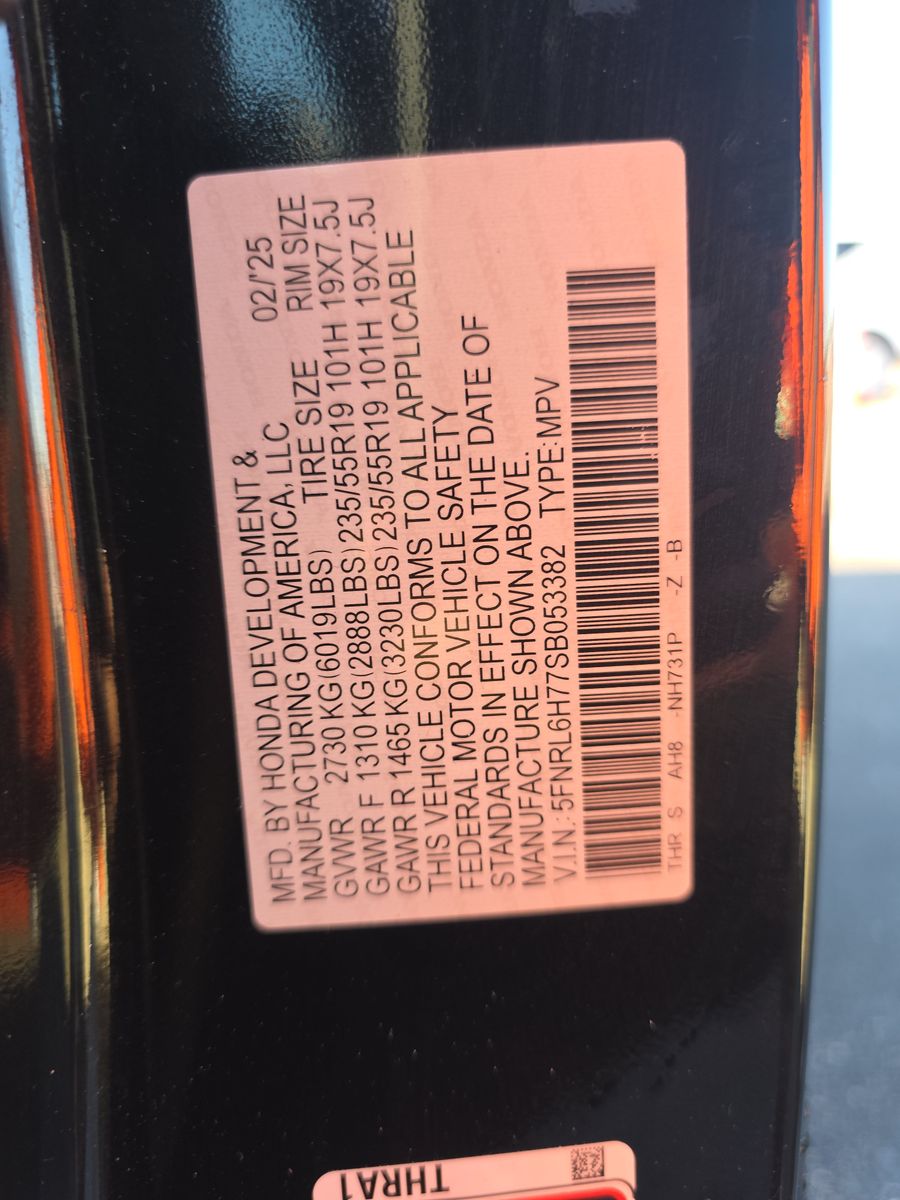 MFD. BY HONDA DEVELOPMENT & 02/'25
MANUFACTURING OF AMERICA, LLC
TIRE SIZE RIM SIZE
GVWR 2730 KG(6019LBS)
GAWR F 1310 KG(2888LBS) 235/55R19 101H 19X7.5J
GAWR R 1465 KG(3230LBS) 235/55R19 101H 19X7.5J
THIS VEHICLE CONFORMS TO ALL APPLICABLE
FEDERAL MOTOR VEHICLE SAFETY
STANDARDS IN EFFECT ON THE DATE OF
MANUFACTURE SHOWN ABOVE.
V.I.N.: 5FNRL6H77SB053382 TYPE: MPV
THR S AH8 -NH731P -Z -B
THRA1